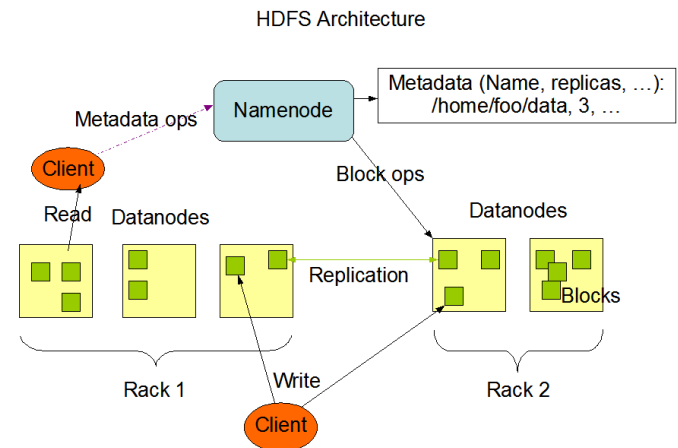 HDFS Architecture
Metadata (Name, replicas, ...):
/home/foo/data, 3, ...
Namenode
Metadata ops
Client
Block ops
Read
Datanodes
Datanodes
Replication
Blocks
Rack 1
Write
Rack 2
Client